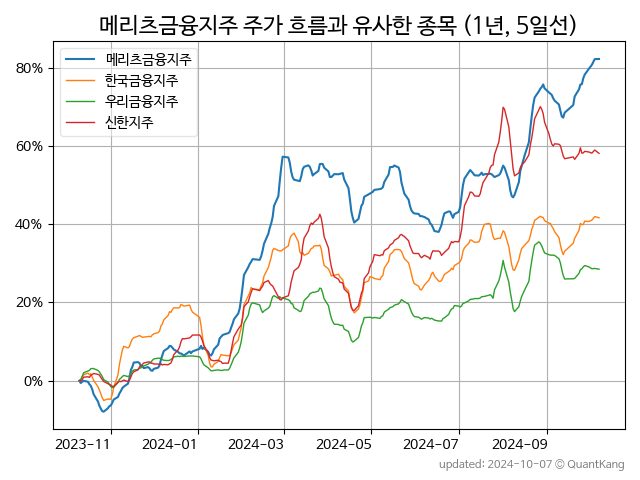 메리츠금융지주 주가 흐름과 유사한 종목 (1년, 5일선)
메리츠금융지주
한국금융지주
우리금융지주
신한지주
80%
60%
40%
20%
0%
2023-11 2024-01 2024-03 2024-05 2024-07 2024-09
updated: 2024-10-07 © QuantKang